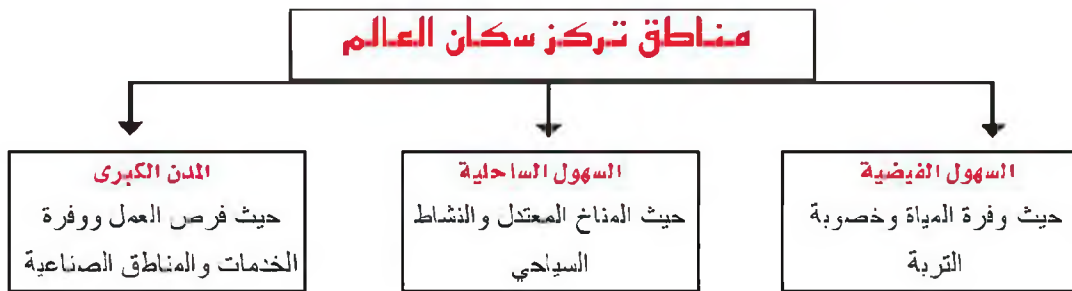 مناطق تركز سكان العالم
السهول الفيضية
حيث وفرة المياة وخصوبة
التربة
السهول الساحلية
حيث المناخ المعتدل والنشاط
السياحي
المدن الكبرى
حيث فرص العمل ووفرة
الخدمات والمناطق الصناعية